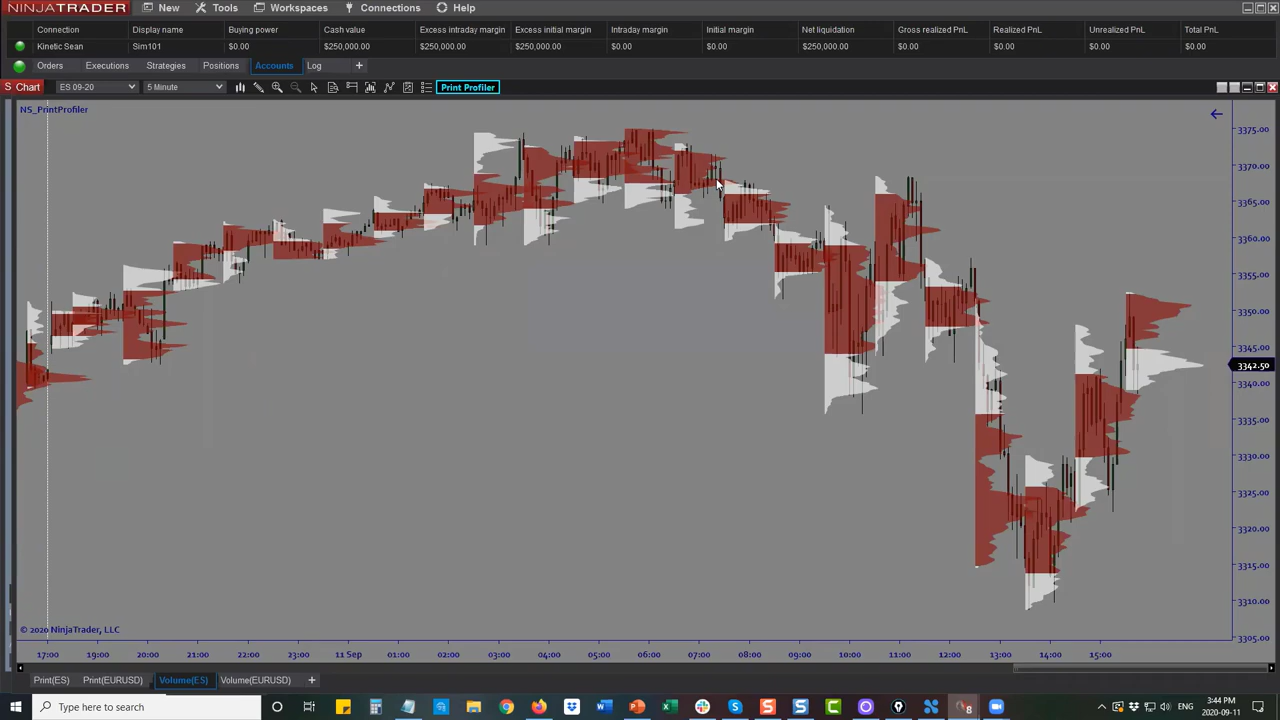 NINJATRADER New Tools Workspaces Connections Help
Connection Display name Buying power Cash value Excess intraday margin Excess initial margin Intraday margin Initial margin Net liquidation Gross realized PnL Realized PnL Unrealized PnL Total PnL
Kinetic Sean Sim101 $0.00 $250,000.00 $250,000.00 $250,000.00 $0.00 $0.00 $250,000.00 $0.00 $0.00 $0.00 $0.00
Orders Executions Strategies Positions Accounts Log +
S Chart ES 09-20 5 Minute Print Profiler
NS_PrintProfiler
3375.00
3370.00
3365.00
3360.00
3355.00
3350.00
3345.00
3342.50
3340.00
3335.00
3330.00
3325.00
3320.00
3315.00
3310.00
3305.00
© 2020 NinjaTrader, LLC
17:00 19:00 20:00 21:00 22:00 23:00 11 Sep 01:00 02:00 03:00 04:00 05:00 06:00 07:00 08:00 09:00 10:00 11:00 12:00 13:00 14:00 15:00
Print(ES) Print(EURUSD) Volume(ES) Volume(EURUSD) +
Type here to search
ENG
3:44 PM
2020-09-11